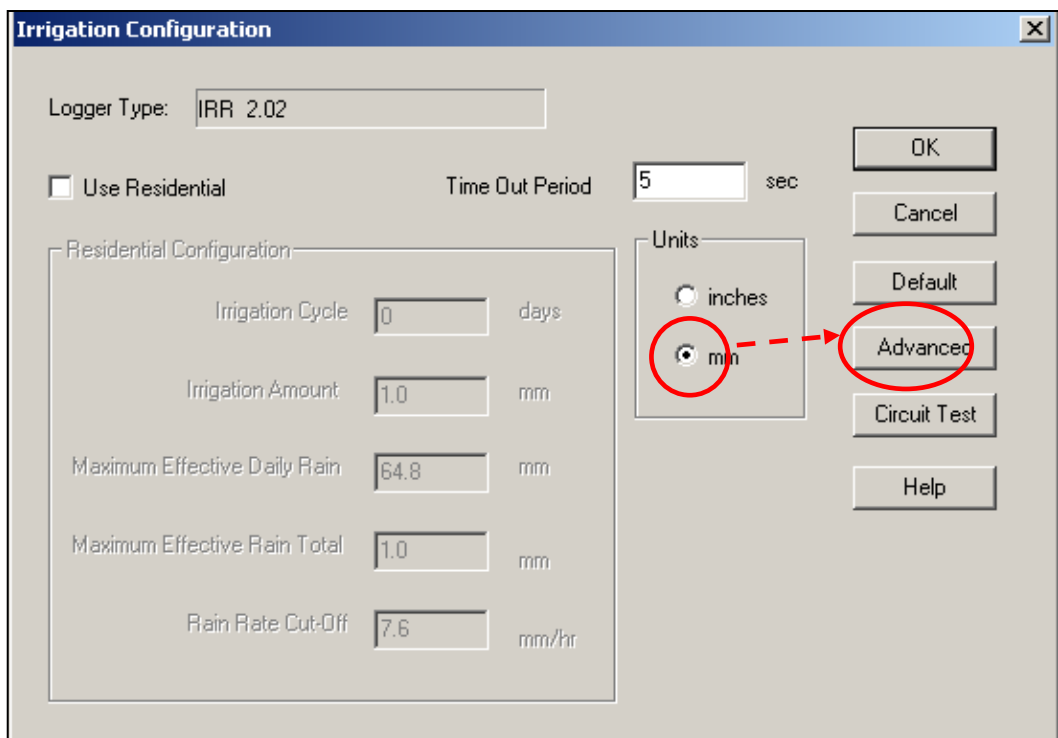 Irrigation Configuration
Logger Type: IRR 2.02
Use Residential
Time Out Period 5 sec
Residential Configuration
Irrigation Cycle 0 days
Irrigation Amount 1.0 mm
Maximum Effective Daily Rain 64.8 mm
Maximum Effective Rain Total 1.0 mm
Rain Rate Cut-Off 7.6 mm/hr
Units
inches
mm
OK
Cancel
Default
Advanced
Circuit Test
Help